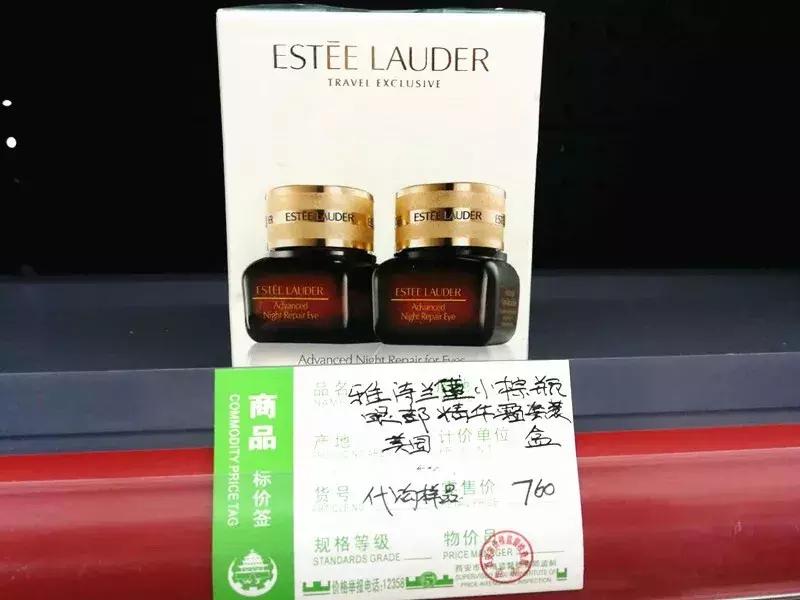 ESTĒE LAUDER
TRAVEL EXCLUSIVE
ESTĒE LAUDER
ESTĒE LAUDER
ESTĒE LAUDER
Advanced
Night Repair Eye
ESTĒE LAUDER
Advanced
Night Repair Eye
Advanced Night Repair for Eyes
商品
标价签
COMMODITY PRICE TAG
品名 雅诗兰黛小棕瓶
眼部精华霜套装
产地 美国 计价单位 盒
货号 代购样品 零售价 760
规格等级 物价员
STANDARDS GRADE PRICE MANAGER
价格举报电话:12358